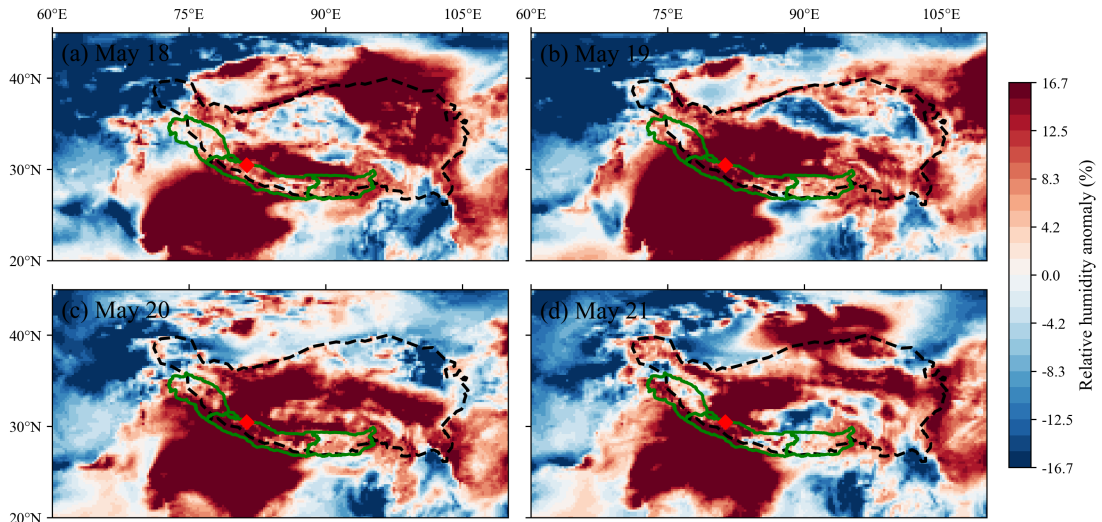 60°E 75°E 90°E 105°E 60°E 75°E 90°E 105°E
(a) May 18
(b) May 19
40°N
30°N
20°N
(c) May 20
(d) May 21
40°N
30°N
20°N
16.7
12.5
8.3
4.2
0.0
-4.2
-8.3
-12.5
-16.7
Relative humidity anomaly (%)